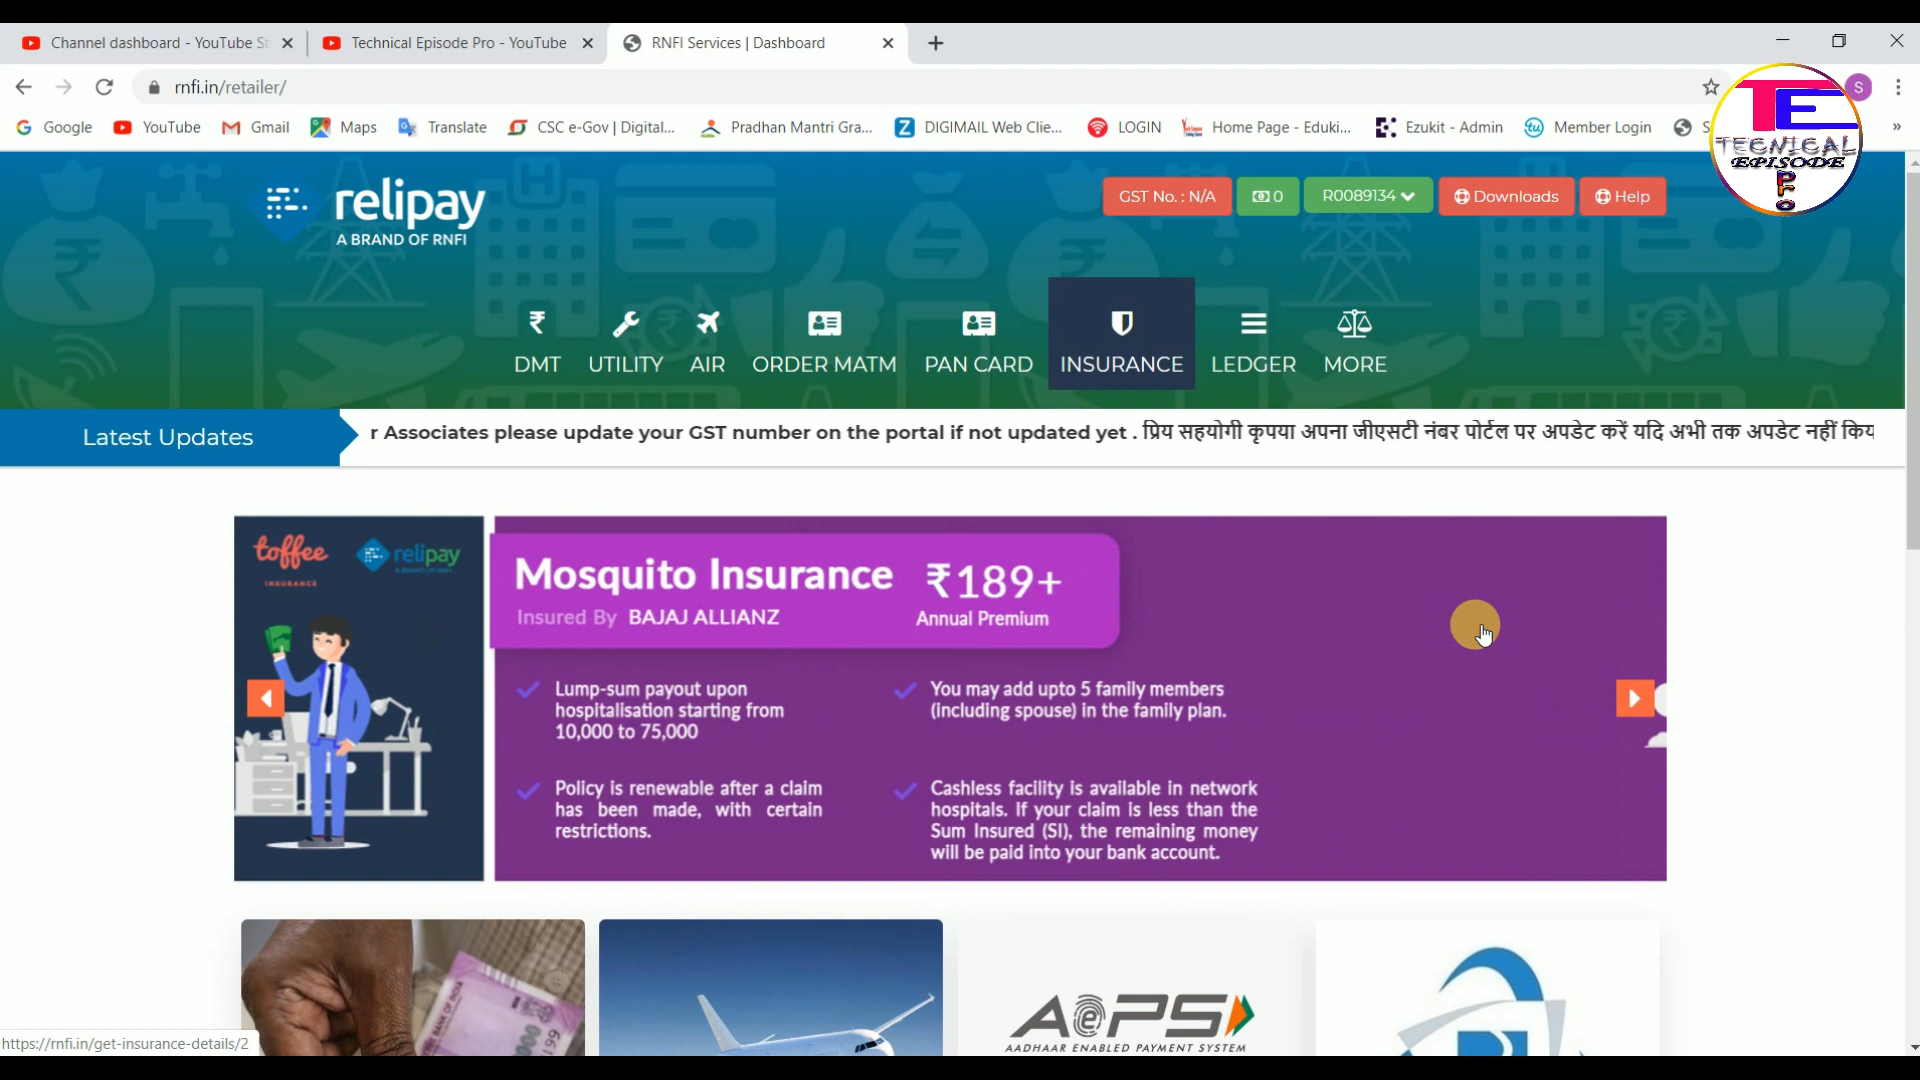 Channel dashboard - YouTube St
Technical Episode Pro - YouTube
RNFI Services | Dashboard
rnfi.in/retailer/
S
Google
YouTube
Gmail
Maps
Translate
CSC e-Gov | Digital...
Pradhan Mantri Gra...
DIGIMAIL Web Clie...
LOGIN
Home Page - Eduki...
Ezukit - Admin
Member Login
TE
TECNICAL
EPISODE
PFo
relipay
A BRAND OF RNFI
GST No. : N/A
0
R0089134
Downloads
Help
DMT
UTILITY
AIR
ORDER MATM
PAN CARD
INSURANCE
LEDGER
MORE
Latest Updates
r Associates please update your GST number on the portal if not updated yet . प्रिय सहयोगी कृपया अपना जीएसटी नंबर पोर्टल पर अपडेट करें यदि अभी तक अपडेट नहीं किय
toffee
INSURANCE
relipay
Mosquito Insurance ₹189+
Insured By BAJAJ ALLIANZ Annual Premium
Lump-sum payout upon
hospitalisation starting from
10,000 to 75,000
You may add upto 5 family members
(including spouse) in the family plan.
Policy is renewable after a claim
has been made, with certain
restrictions.
Cashless facility is available in network
hospitals. If your claim is less than the
Sum Insured (SI), the remaining money
will be paid into your bank account.
AePS
AADHAAR ENABLED PAYMENT SYSTEM
https://rnfi.in/get-insurance-details/2